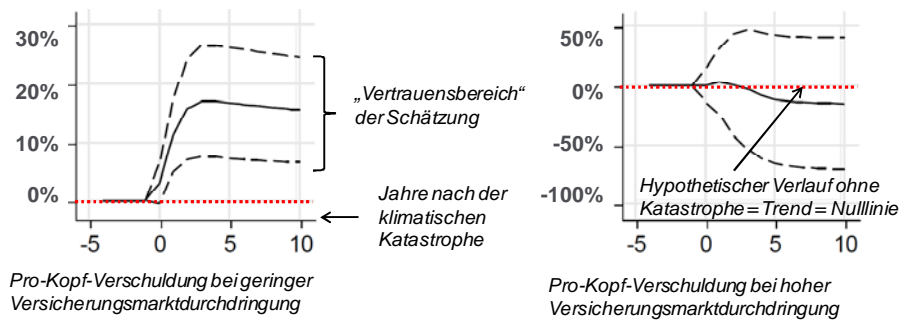 30%
20%
10%
0%
-5 0 5 10
„Vertrauensbereich“
der Schätzung
Jahre nach der
klimatischen
Katastrophe
Pro-Kopf-Verschuldung bei geringer
Versicherungsmarktdurchdringung
50%
0%
-50%
-100%
-5 0 5 10
Hypothetischer Verlauf ohne
Katastrophe=Trend=Nulllinie
Pro-Kopf-Verschuldung bei hoher
Versicherungsmarktdurchdringung